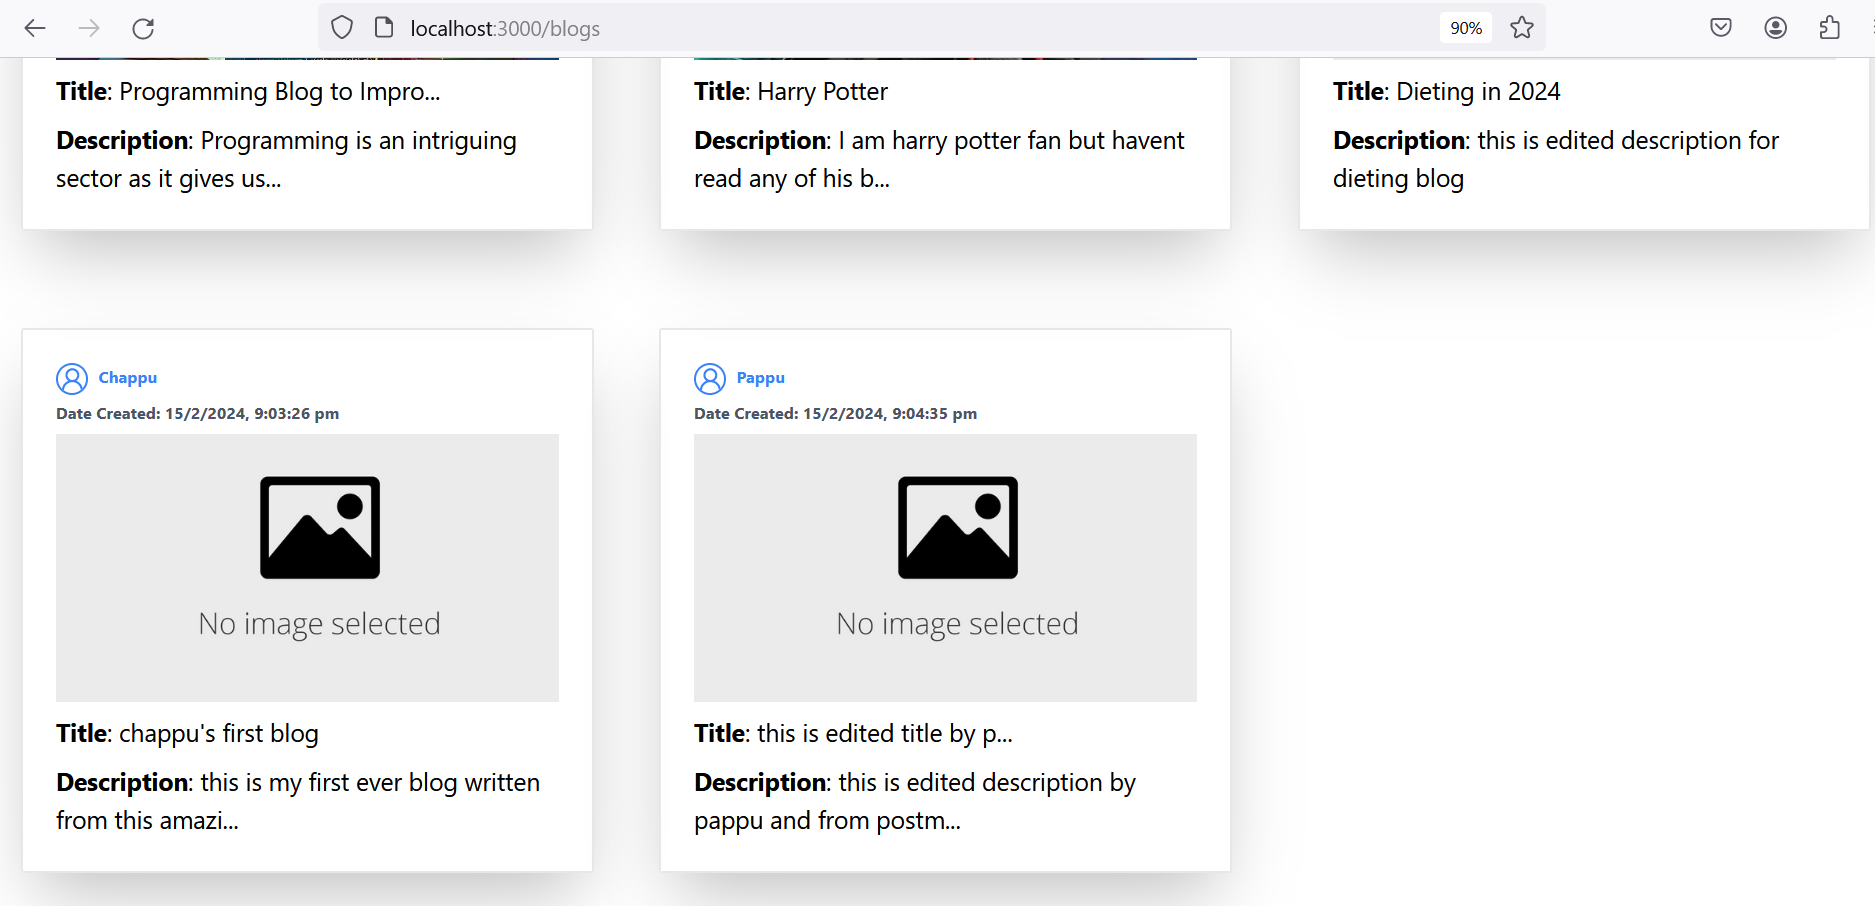 localhost:3000/blogs
90%
Title: Programming Blog to Impro...
Description: Programming is an intriguing
sector as it gives us...
Title: Harry Potter
Description: I am harry potter fan but havent
read any of his b...
Title: Dieting in 2024
Description: this is edited description for
dieting blog
Chappu
Date Created: 15/2/2024, 9:03:26 pm
No image selected
Title: chappu's first blog
Description: this is my first ever blog written
from this amazi...
Pappu
Date Created: 15/2/2024, 9:04:35 pm
No image selected
Title: this is edited title by p...
Description: this is edited description by
pappu and from postm...